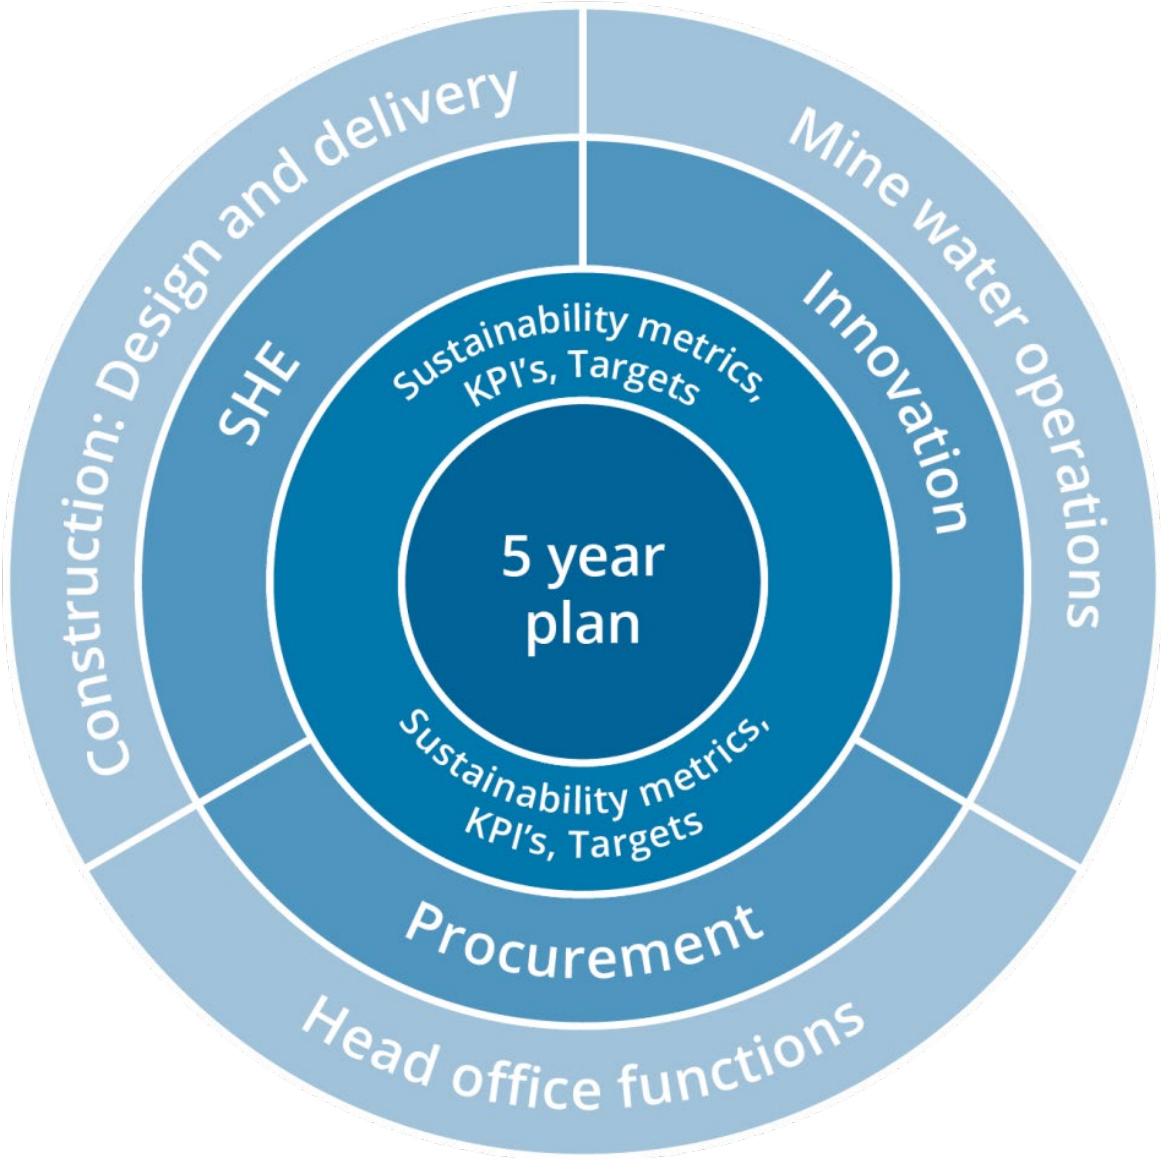 Construction: Design and delivery
Mine water operations
SHE
Innovation
Sustainability metrics,
KPI’s, Targets
5 year
plan
Sustainability metrics,
KPI’s, Targets
Procurement
Head office functions